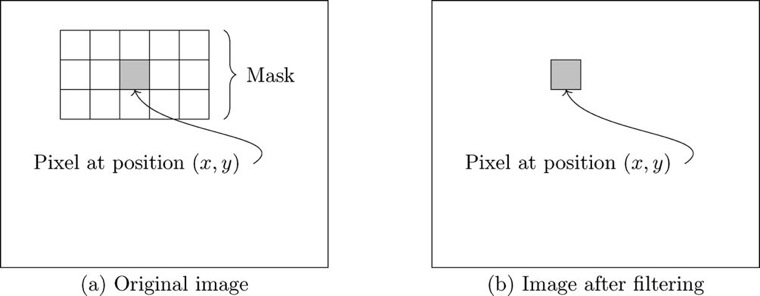 Mask
Pixel at position (x, y)
Pixel at position (x, y)
(a) Original image
(b) Image after filtering